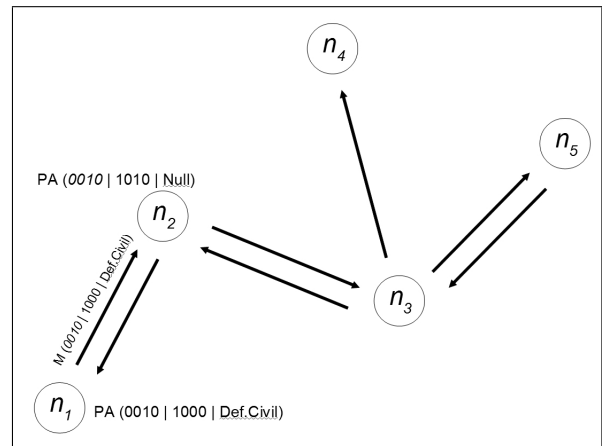 n4
n5
PA (0010 | 1010 | Null)
n2
M (0010 | 1000 | Def.Civil)
n3
n1
PA (0010 | 1000 | Def.Civil)